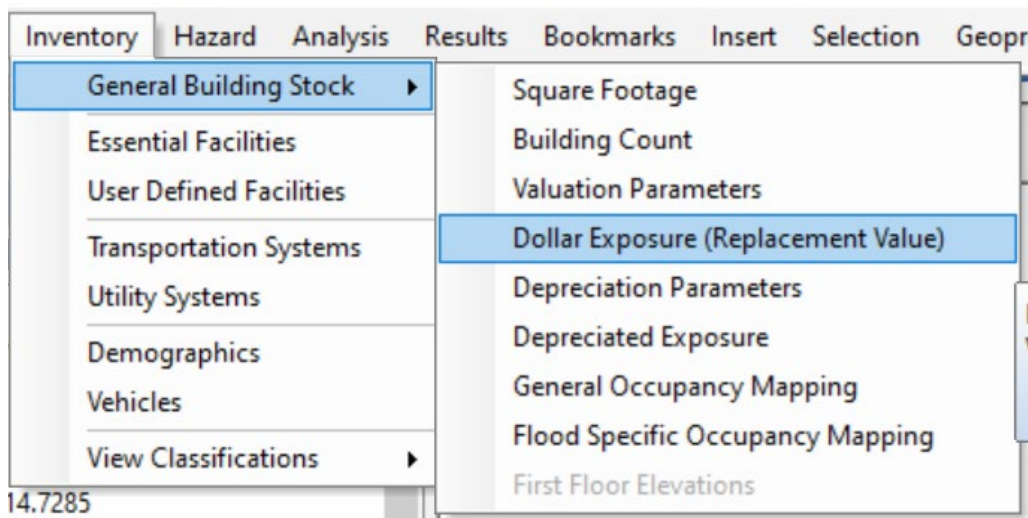 Inventory Hazard Analysis Results Bookmarks Insert Selection Geopr
General Building Stock
Essential Facilities
User Defined Facilities
Transportation Systems
Utility Systems
Demographics
Vehicles
View Classifications
14.7285
Square Footage
Building Count
Valuation Parameters
Dollar Exposure (Replacement Value)
Depreciation Parameters
Depreciated Exposure
General Occupancy Mapping
Flood Specific Occupancy Mapping
First Floor Elevations